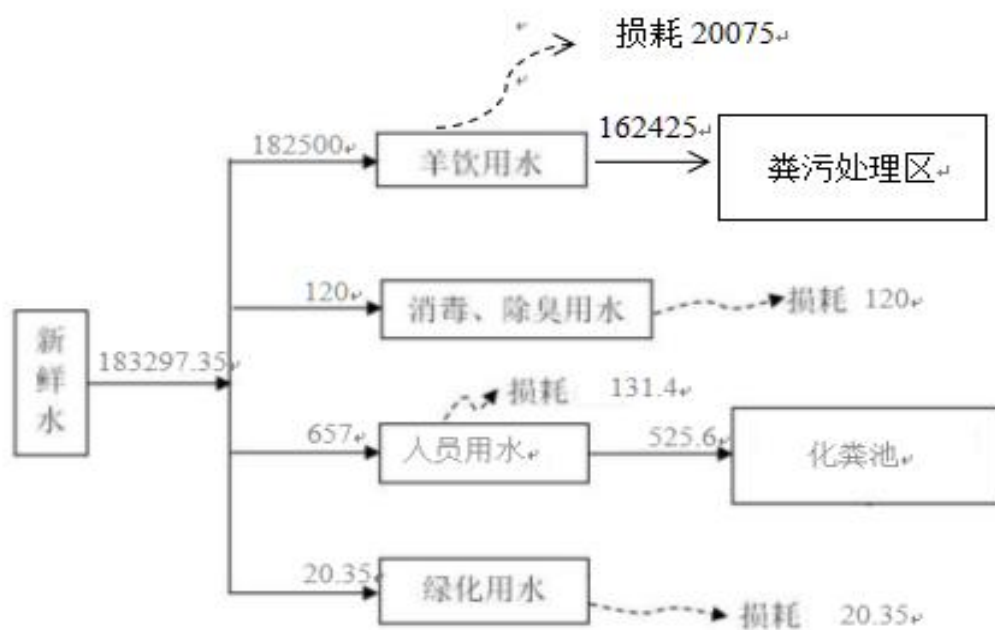 损耗 20075
182500
羊饮用水
162425
粪污处理区
120
消毒、除臭用水
损耗 120
新鲜水
183297.35
损耗 131.4
657
人员用水
525.6
化粪池
20.35
绿化用水
损耗 20.35